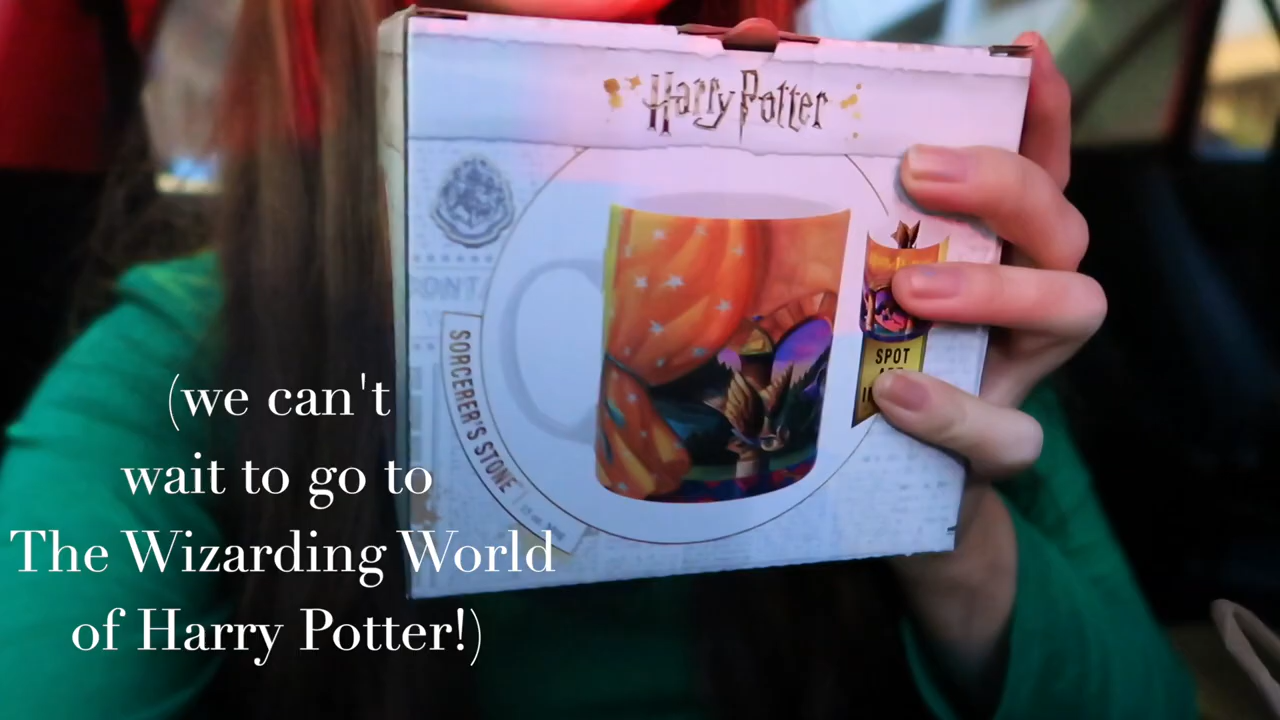 Harry Potter
SORCERER'S STONE
SPOT
(we can't
wait to go to
The Wizarding World
of Harry Potter!)